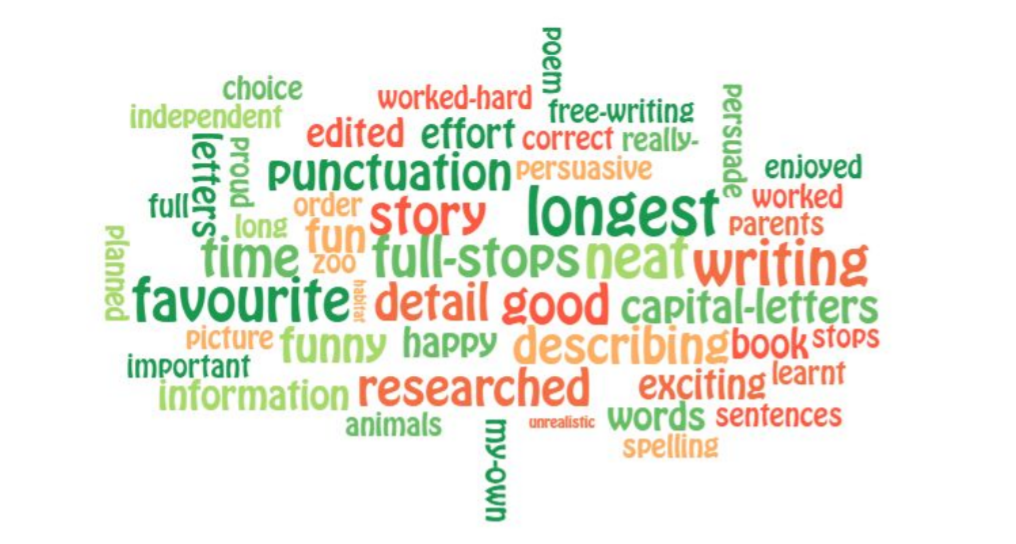 poem
choice
worked-hard
independent
free-writing
persuade
edited effort correct really-
letters
proud
punctuation persuasive
enjoyed
full
order
story
longest
worked
long
fun
parents
planned
time
zoo
full-stops
neat
writing
favourite
habitat
detail
good
capital-letters
picture
funny
happy
describing
book
stops
important
information
researched
exciting
learnt
animals
unrealistic
words
sentences
my-own
spelling